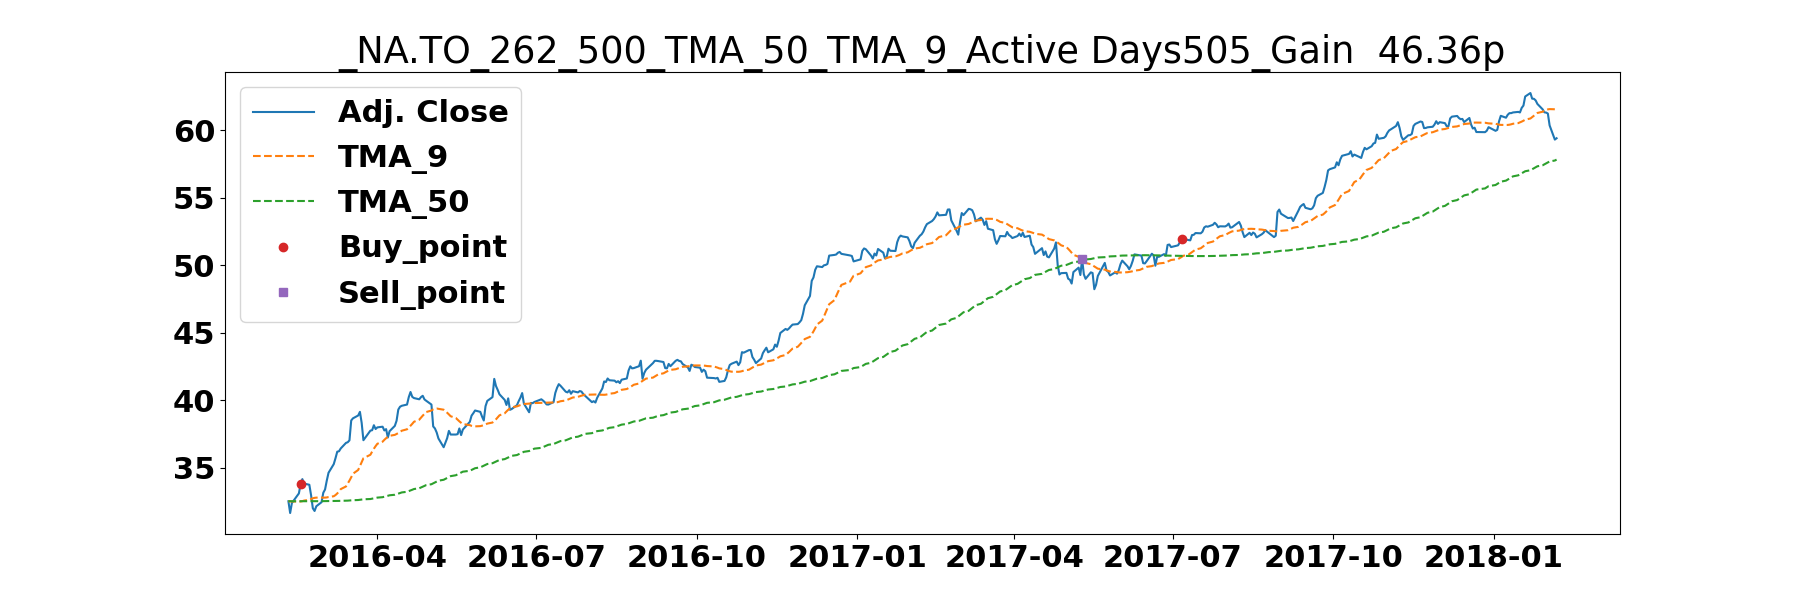 _NA.TO_262_500_TMA_50_TMA_9_Active Days505_Gain  46.36p
Adj. Close
TMA_9
TMA_50
Buy_point
Sell_point
60
55
50
45
40
35
2016-04 2016-07 2016-10 2017-01 2017-04 2017-07 2017-10 2018-01